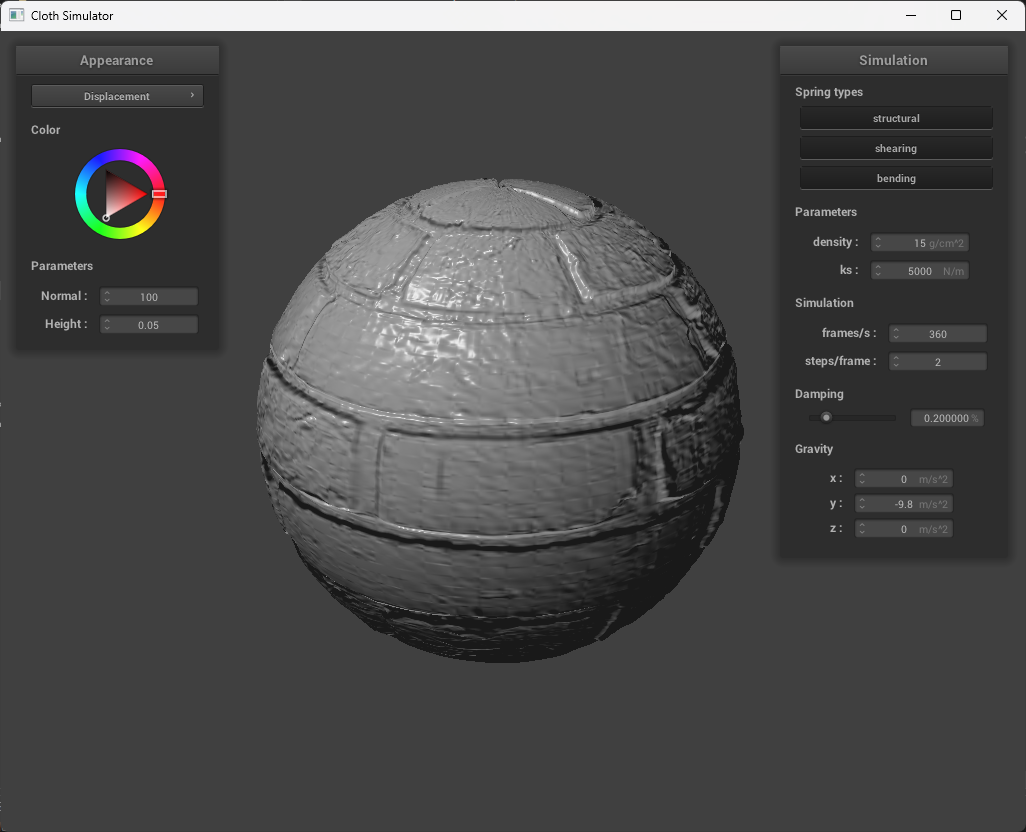 Cloth Simulator
Appearance
Displacement
Color
Parameters
Normal : 100
Height : 0.05
Simulation
Spring types
structural
shearing
bending
Parameters
density : 15 g/cm^2
ks : 5000 N/m
Simulation
frames/s : 360
steps/frame : 2
Damping
0.200000 %
Gravity
x : 0 m/s^2
y : -9.8 m/s^2
z : 0 m/s^2